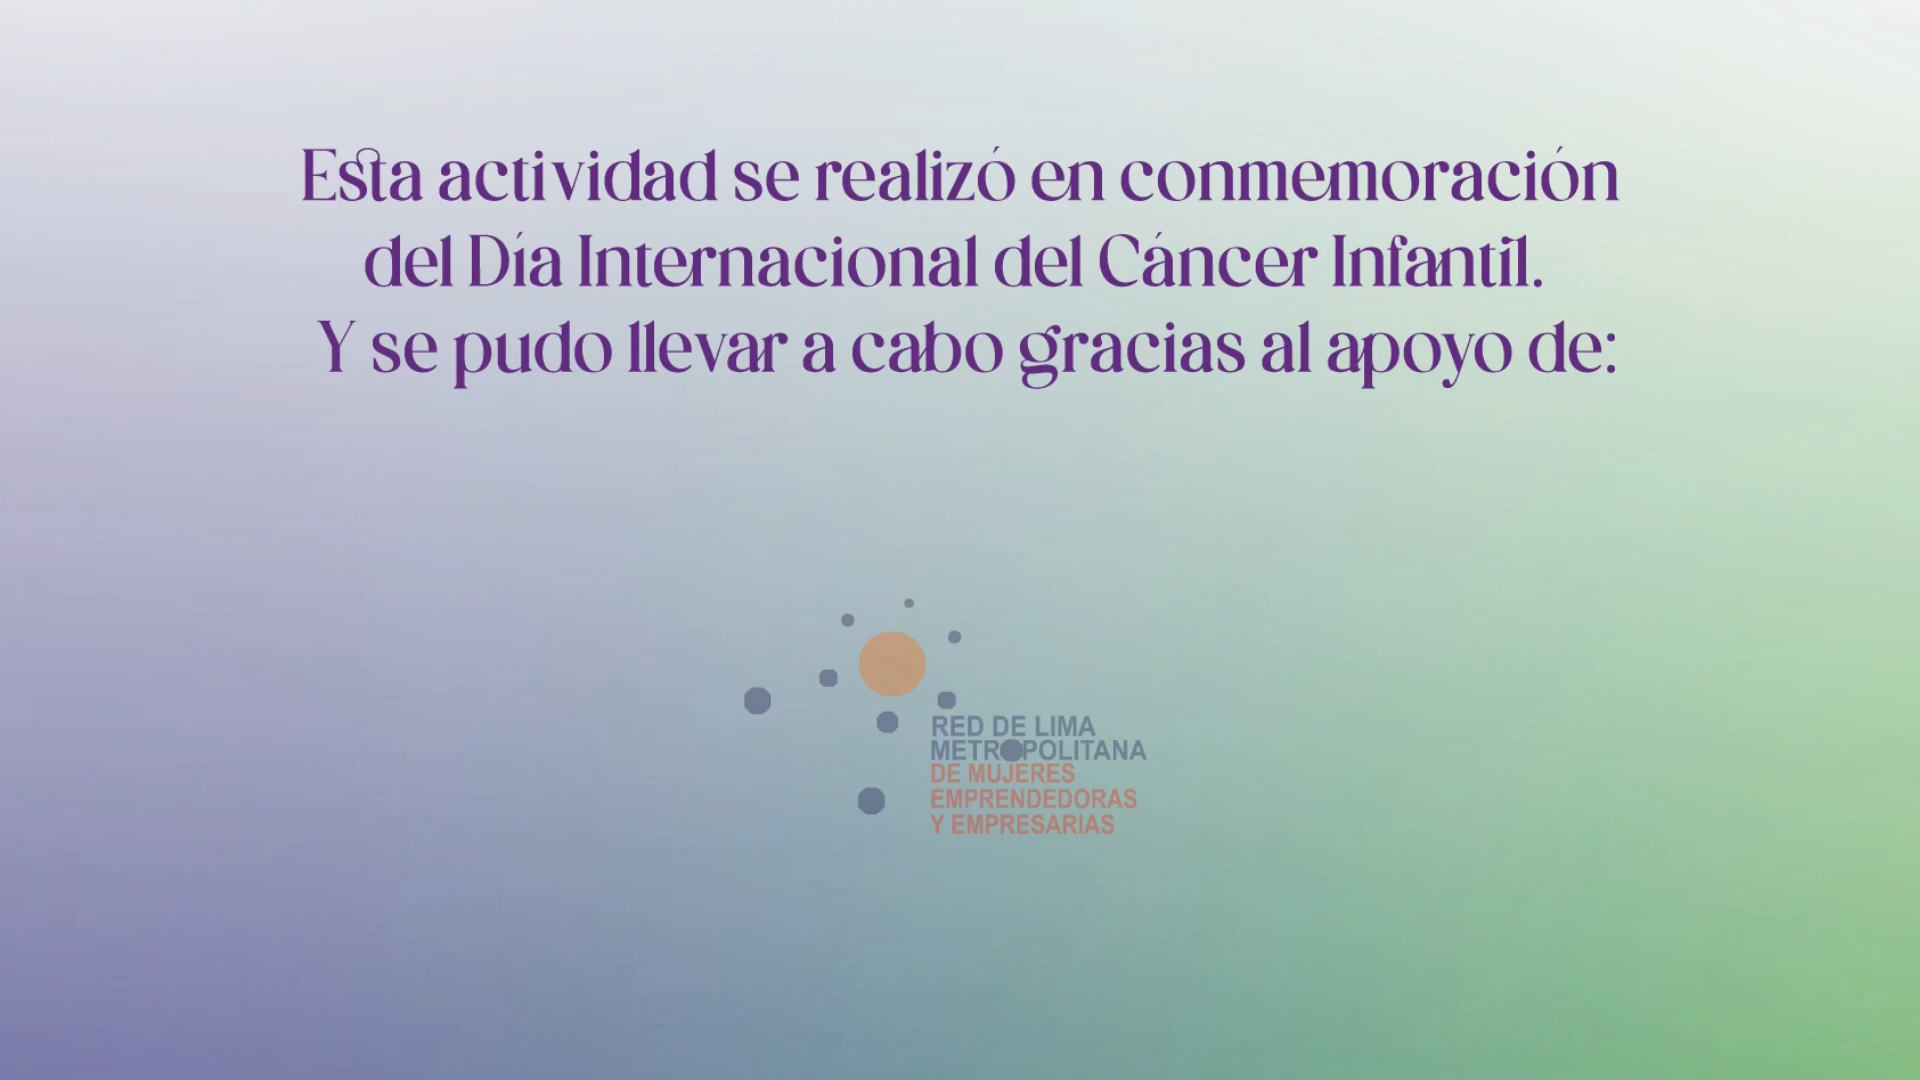 Esta actividad se realizó en conmemoración
del Día Internacional del Cáncer Infantil.
Y se pudo llevar a cabo gracias al apoyo de:
RED DE LIMA
METROPOLITANA
DE MUJERES
EMPRENDEDORAS
Y EMPRESARIAS